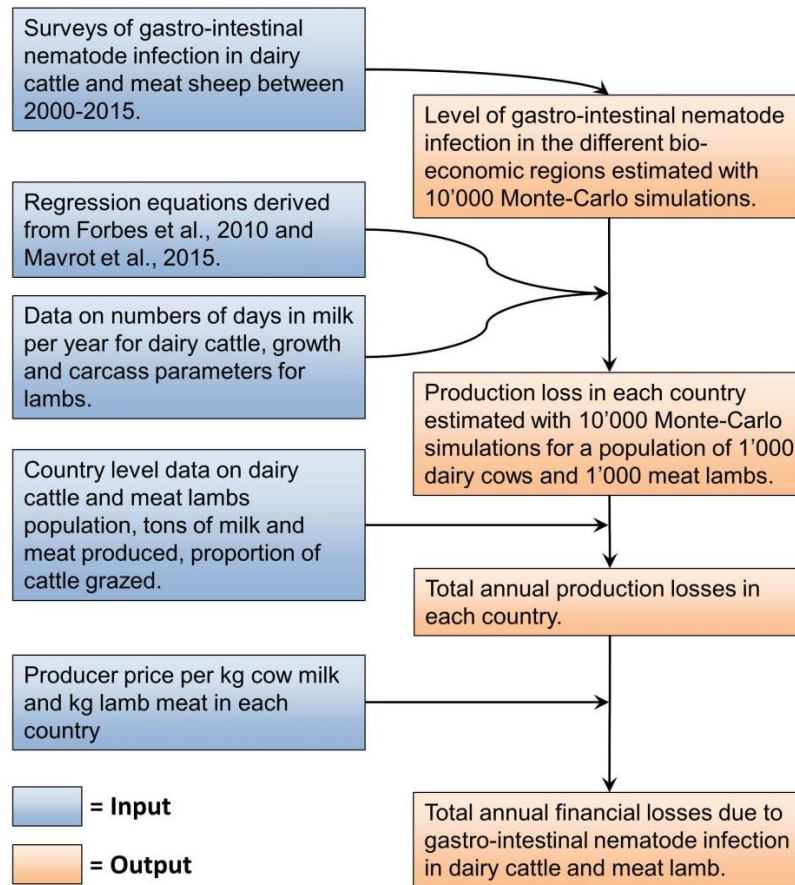 Surveys of gastro-intestinal
nematode infection in dairy
cattle and meat sheep between
2000-2015.
Level of gastro-intestinal nematode
infection in the different bio-
economic regions estimated with
10’000 Monte-Carlo simulations.
Regression equations derived
from Forbes et al., 2010 and
Mavrot et al., 2015.
Data on numbers of days in milk
per year for dairy cattle, growth
and carcass parameters for
lambs.
Production loss in each country
estimated with 10’000 Monte-Carlo
simulations for a population of 1’000
dairy cows and 1’000 meat lambs.
Country level data on dairy
cattle and meat lambs
population, tons of milk and
meat produced, proportion of
cattle grazed.
Total annual production losses in
each country.
Producer price per kg cow milk
and kg lamb meat in each
country
Total annual financial losses due to
gastro-intestinal nematode infection
in dairy cattle and meat lamb.
= Input
= Output